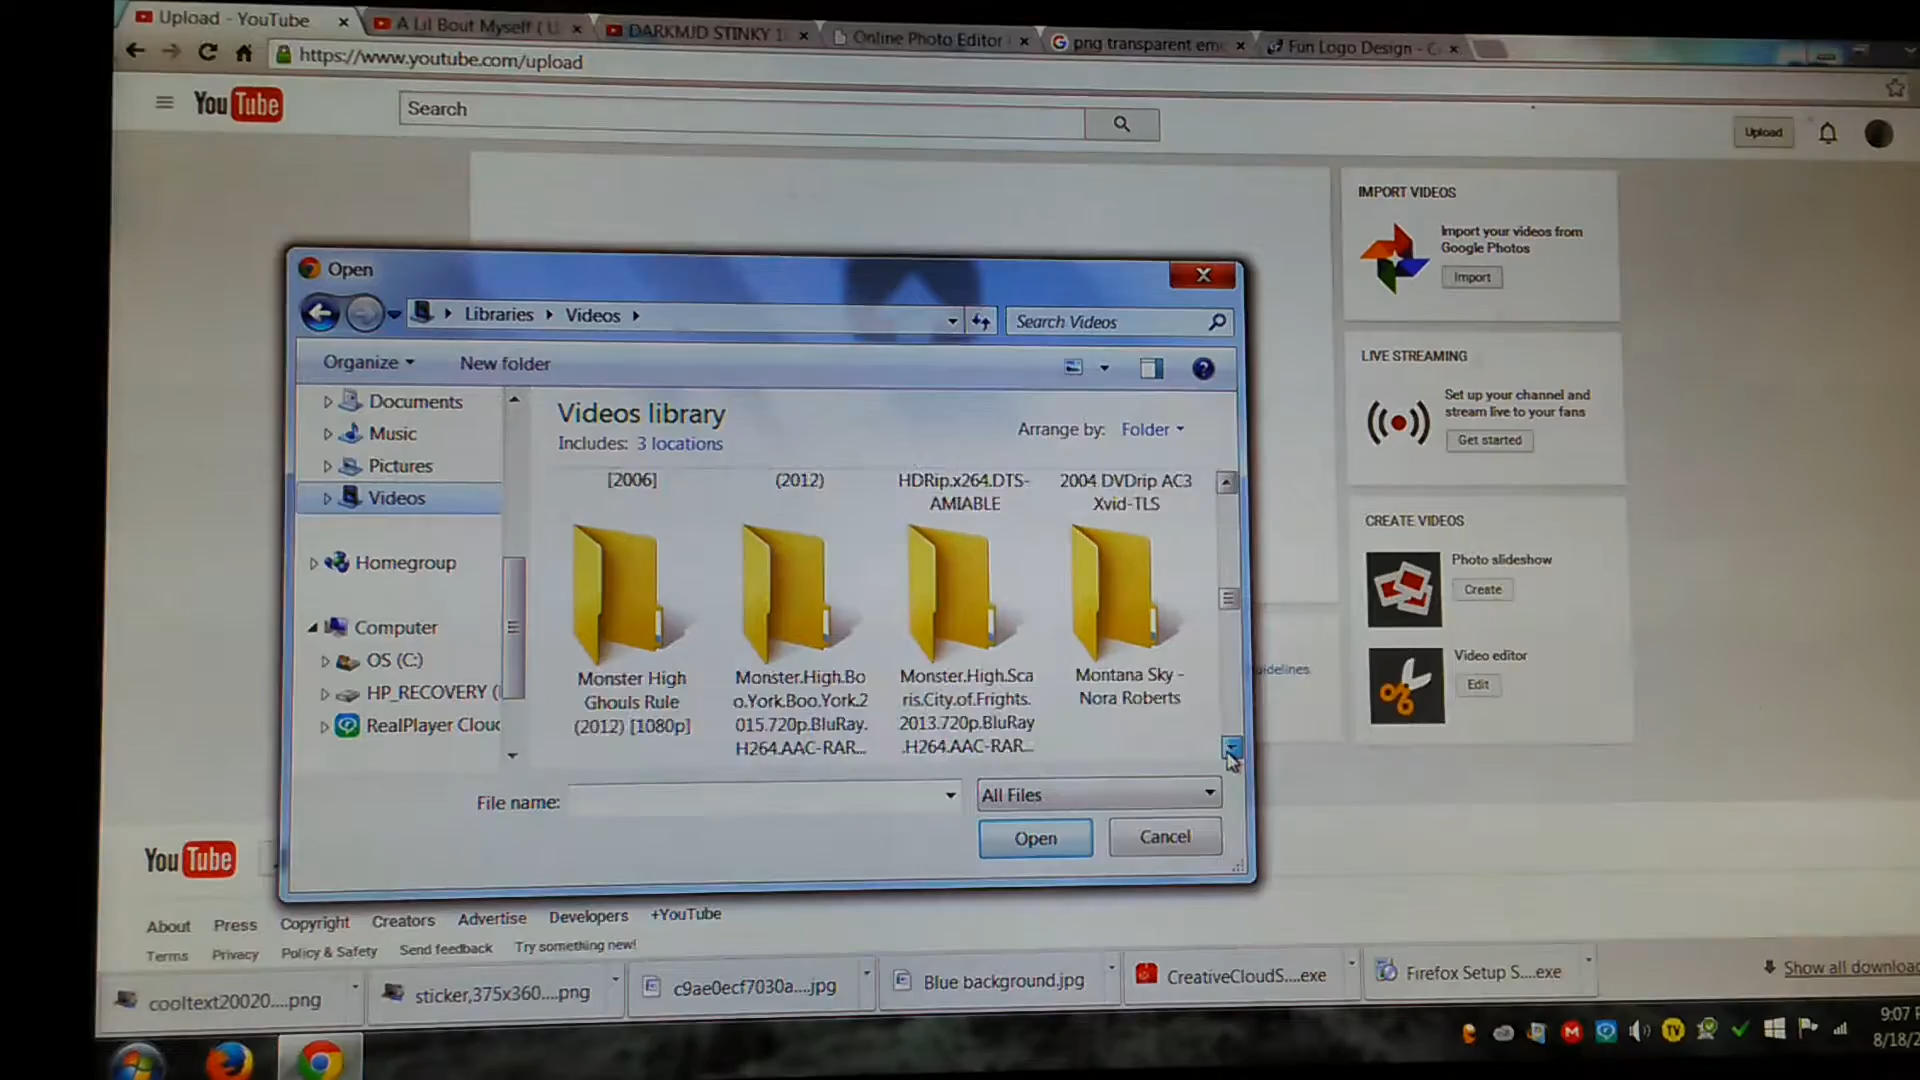 Upload - YouTube
A Lil Bout Myself ( U
DARKMJD STINKY 1
Online Photo Editor
png transparent em
Fun Logo Design - C
https://www.youtube.com/upload
YouTube
Search
Upload
IMPORT VIDEOS
Import your videos from
Google Photos
Import
LIVE STREAMING
Set up your channel and
stream live to your fans
Get started
CREATE VIDEOS
Photo slideshow
Create
Video editor
Edit
Open
Libraries
Videos
Search Videos
Organize
New folder
Documents
Music
Pictures
Videos
Homegroup
Computer
OS (C:)
HP_RECOVERY (
RealPlayer Cloud
Videos library
Includes: 3 locations
Arrange by: Folder
[2006]
(2012)
HDRip.x264.DTS-
AMIABLE
2004 DVDrip AC3
Xvid-TLS
Monster High
Ghouls Rule
(2012) [1080p]
Monster.High.Bo
o.York.Boo.York.2
015.720p.BluRay.
H264.AAC-RAR...
Monster.High.Sca
ris.City.of.Frights.
2013.720p.BluRay
.H264.AAC-RAR...
Montana Sky -
Nora Roberts
File name:
All Files
Open
Cancel
uidelines
YouTube
About Press Copyright Creators Advertise Developers +YouTube
Terms Privacy Policy & Safety Send feedback Try something new!
cooltext20020....png
sticker,375x360....png
c9ae0ecf7030a....jpg
Blue background.jpg
CreativeCloudS....exe
Firefox Setup S....exe
Show all download
9:07 P
8/18/2